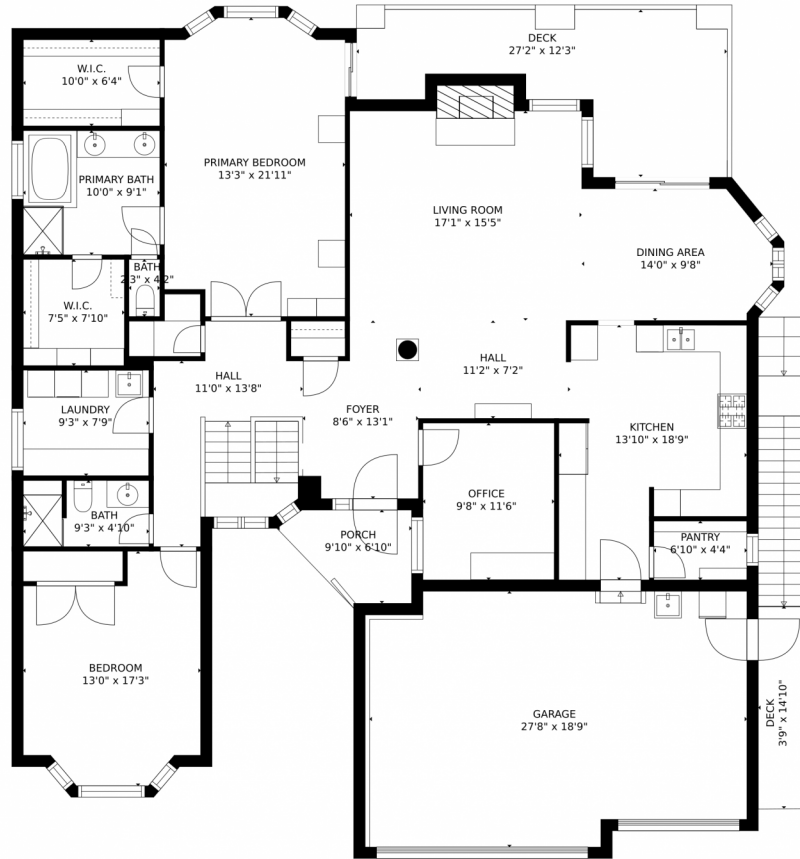 DECK
27'2" x 12'3"
W.I.C.
10'0" x 6'4"
PRIMARY BEDROOM
13'3" x 21'11"
PRIMARY BATH
10'0" x 9'1"
LIVING ROOM
17'1" x 15'5"
DINING AREA
14'0" x 9'8"
BATH
2'3" x 4'2"
W.I.C.
7'5" x 7'10"
HALL
11'0" x 13'8"
HALL
11'2" x 7'2"
LAUNDRY
9'3" x 7'9"
FOYER
8'6" x 13'1"
KITCHEN
13'10" x 18'9"
OFFICE
9'8" x 11'6"
BATH
9'3" x 4'10"
PORCH
9'10" x 6'10"
PANTRY
6'10" x 4'4"
BEDROOM
13'0" x 17'3"
GARAGE
27'8" x 18'9"
DECK
3'9" x 14'10"